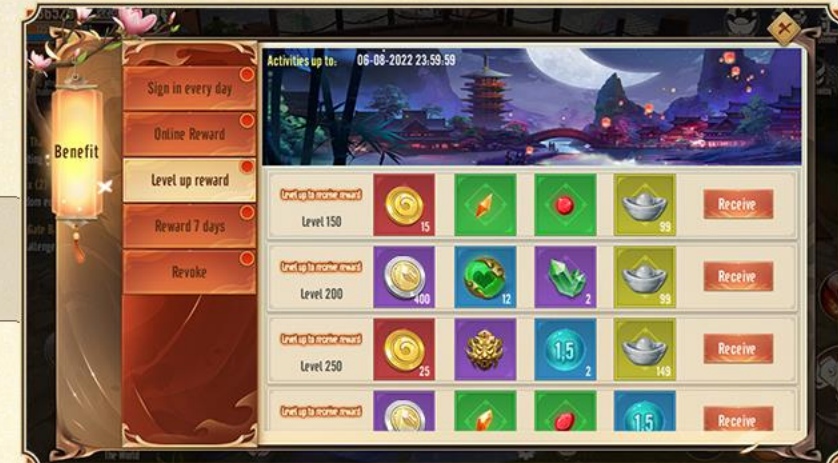 Activities up to: 06-08-2022 23:59:59
Benefit
Sign in every day
Online Reward
Level up reward
Reward 7 days
Revoke
Level up to receive reward
Level 150
15
99
Receive
Level up to receive reward
Level 200
400
12
2
99
Receive
Level up to receive reward
Level 250
25
1,5
2
149
Receive
Level up to receive reward
1,5
Receive
The World